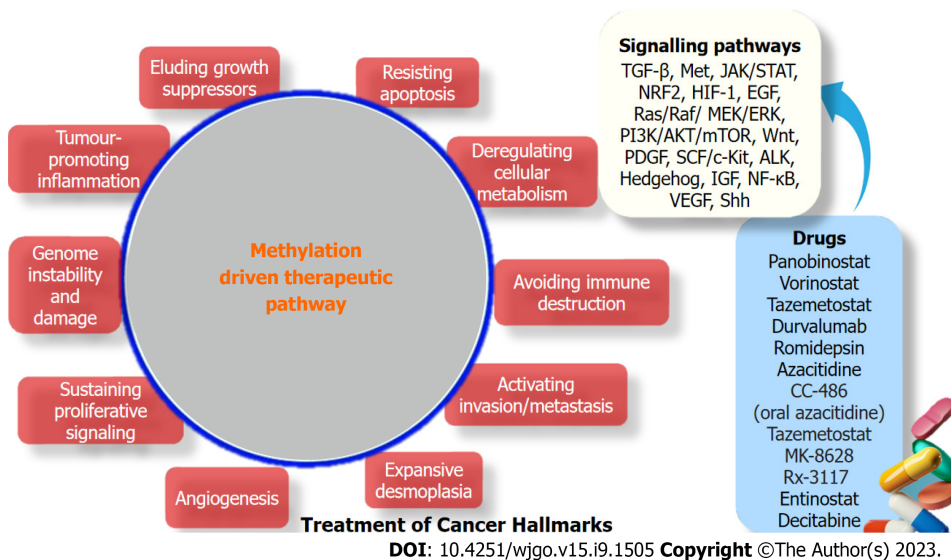 Eluding growth
suppressors
Resisting
apoptosis
Tumour-
promoting
inflammation
Deregulating
cellular
metabolism
Genome
instability
and
damage
Methylation
driven therapeutic
pathway
Avoiding immune
destruction
Sustaining
proliferative
signaling
Activating
invasion/metastasis
Angiogenesis
Expansive
desmoplasia
Treatment of Cancer Hallmarks
Signalling pathways
TGF-β, Met, JAK/STAT,
NRF2, HIF-1, EGF,
Ras/Raf/ MEK/ERK,
PI3K/AKT/mTOR, Wnt,
PDGF, SCF/c-Kit, ALK,
Hedgehog, IGF, NF-κB,
VEGF, Shh
Drugs
Panobinostat
Vorinostat
Tazemetostat
Durvalumab
Romidepsin
Azacitidine
CC-486
(oral azacitidine)
Tazemetostat
MK-8628
Rx-3117
Entinostat
Decitabine
DOI: 10.4251/wjgo.v15.i9.1505 Copyright ©The Author(s) 2023.